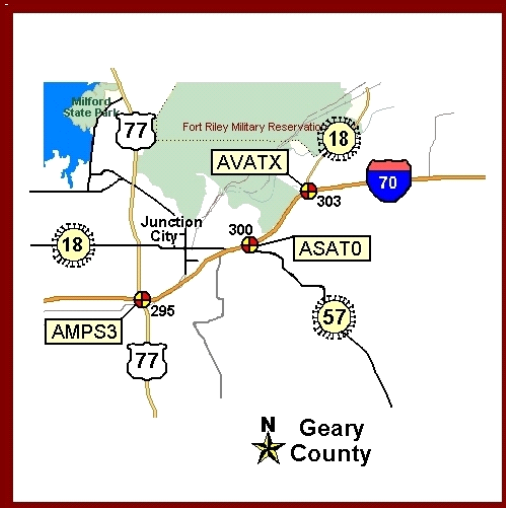 Milford
State Park
77
Fort Riley Military Reservation
18
AVATX
70
303
Junction
City
300
18
ASAT0
295
57
AMPS3
77
N
Geary
County